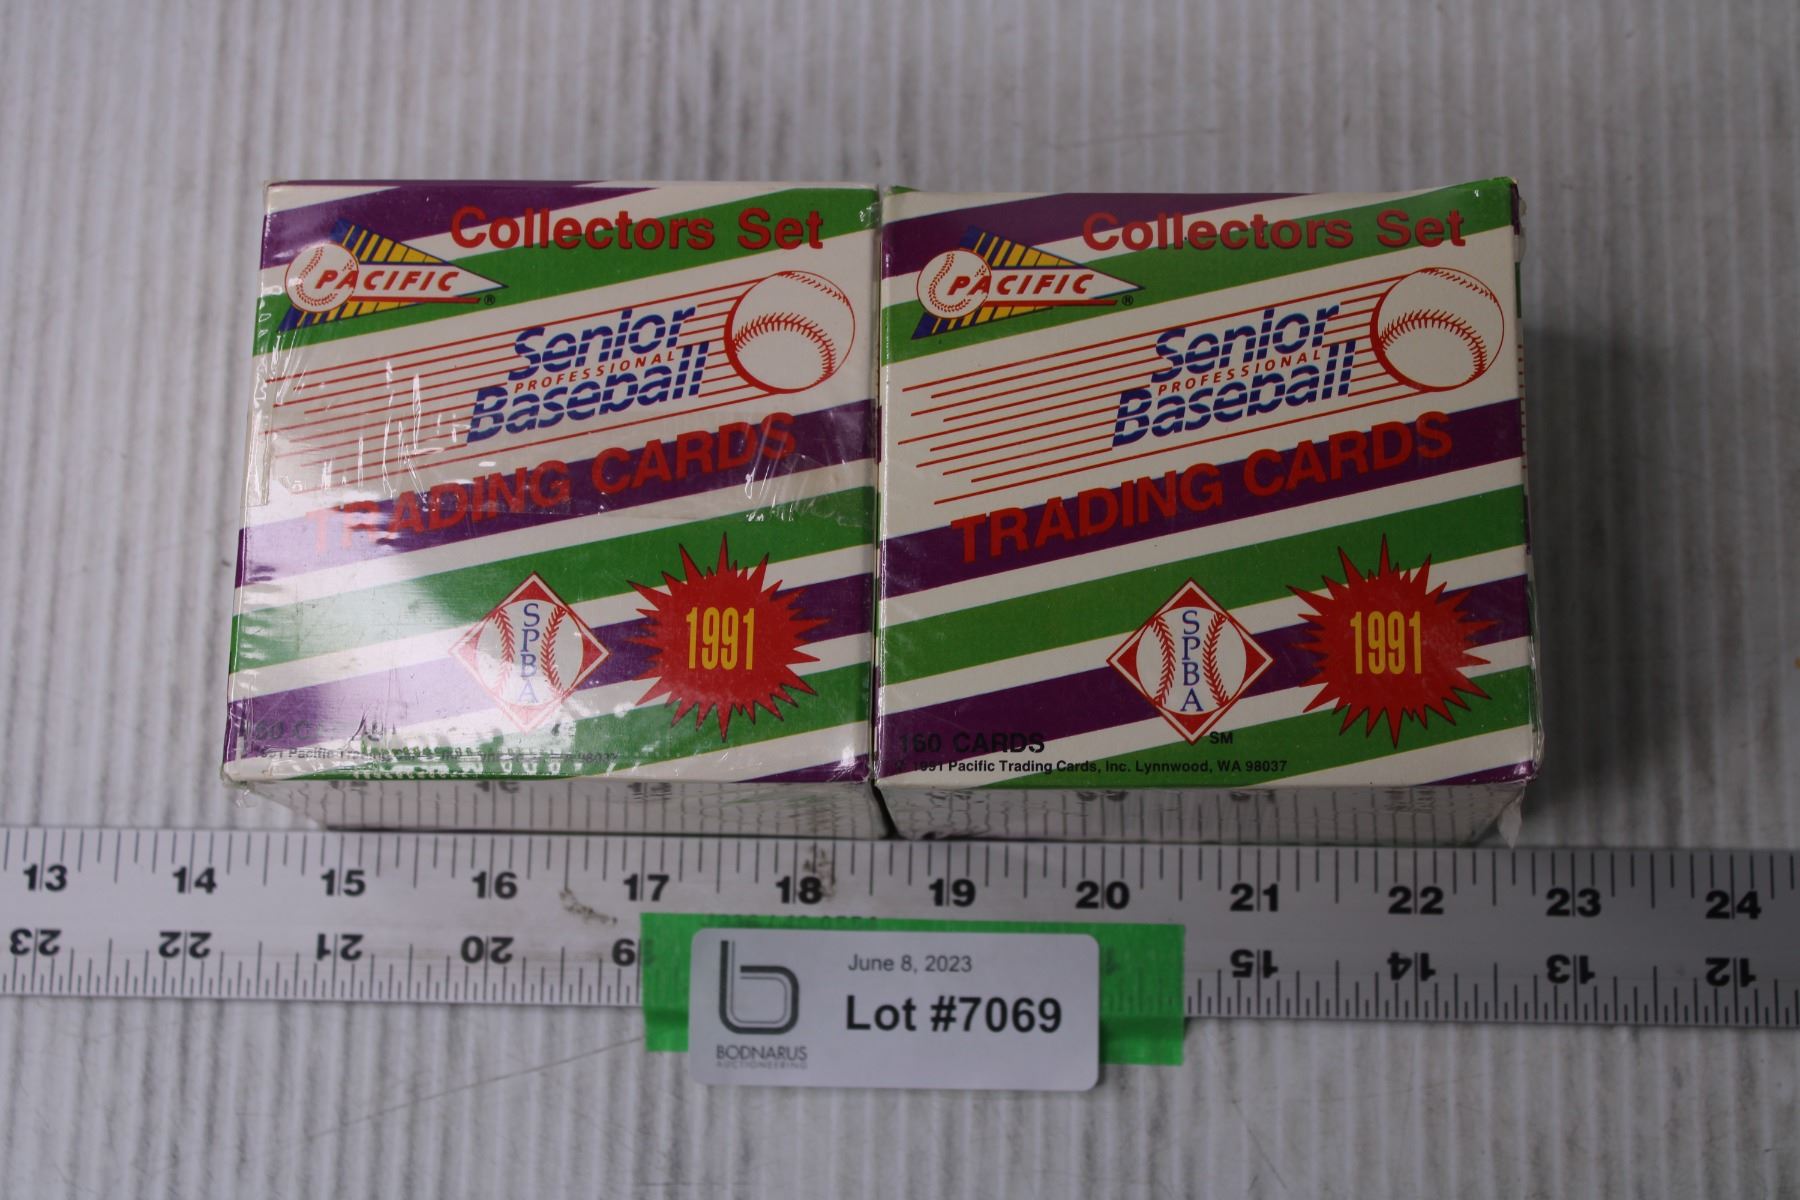 Collectors Set
PACIFIC ®
Senior
PROFESSIONAL
Baseball
TRADING CARDS
SPBA
1991
Collectors Set
PACIFIC ®
Senior
PROFESSIONAL
Baseball
TRADING CARDS
SPBA
SM
1991
160 CARDS
© 1991 Pacific Trading Cards, Inc. Lynnwood, WA 98037
13 14 15 16 17 18 19 20 21 22 23 24
23 22 21 20 19 15 14 13 12
June 8, 2023
Lot #7069
BODNARUS
AUCTIONEERING